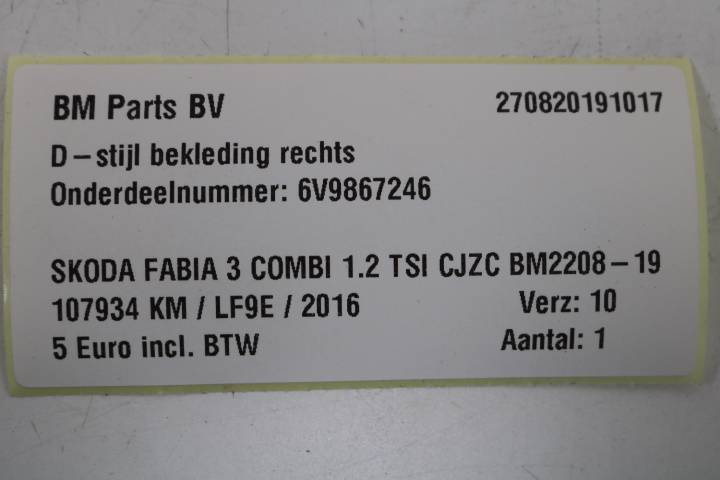 BM Parts BV 270820191017
D-stijl bekleding rechts
Onderdeelnummer: 6V9867246
SKODA FABIA 3 COMBI 1.2 TSI CJZC BM2208-19
107934 KM / LF9E / 2016 Verz: 10
5 Euro incl. BTW Aantal: 1